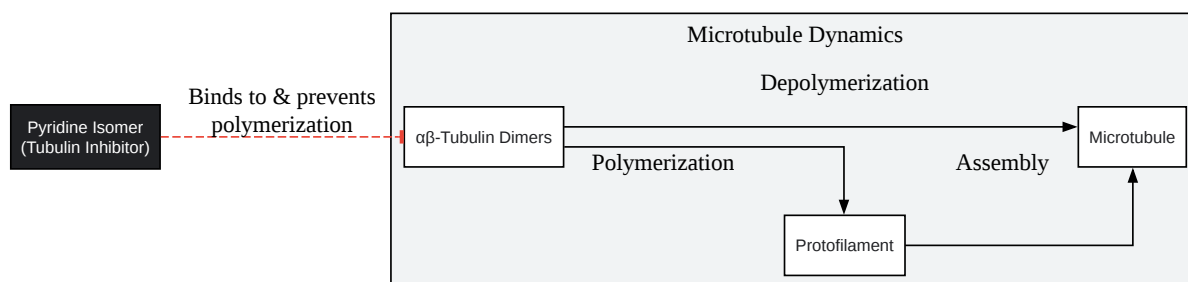 Microtubule Dynamics
Depolymerization
Binds to & prevents
polymerization
Pyridine Isomer
(Tubulin Inhibitor)
αβ-Tubulin Dimers
Microtubule
Polymerization
Assembly
Protofilament